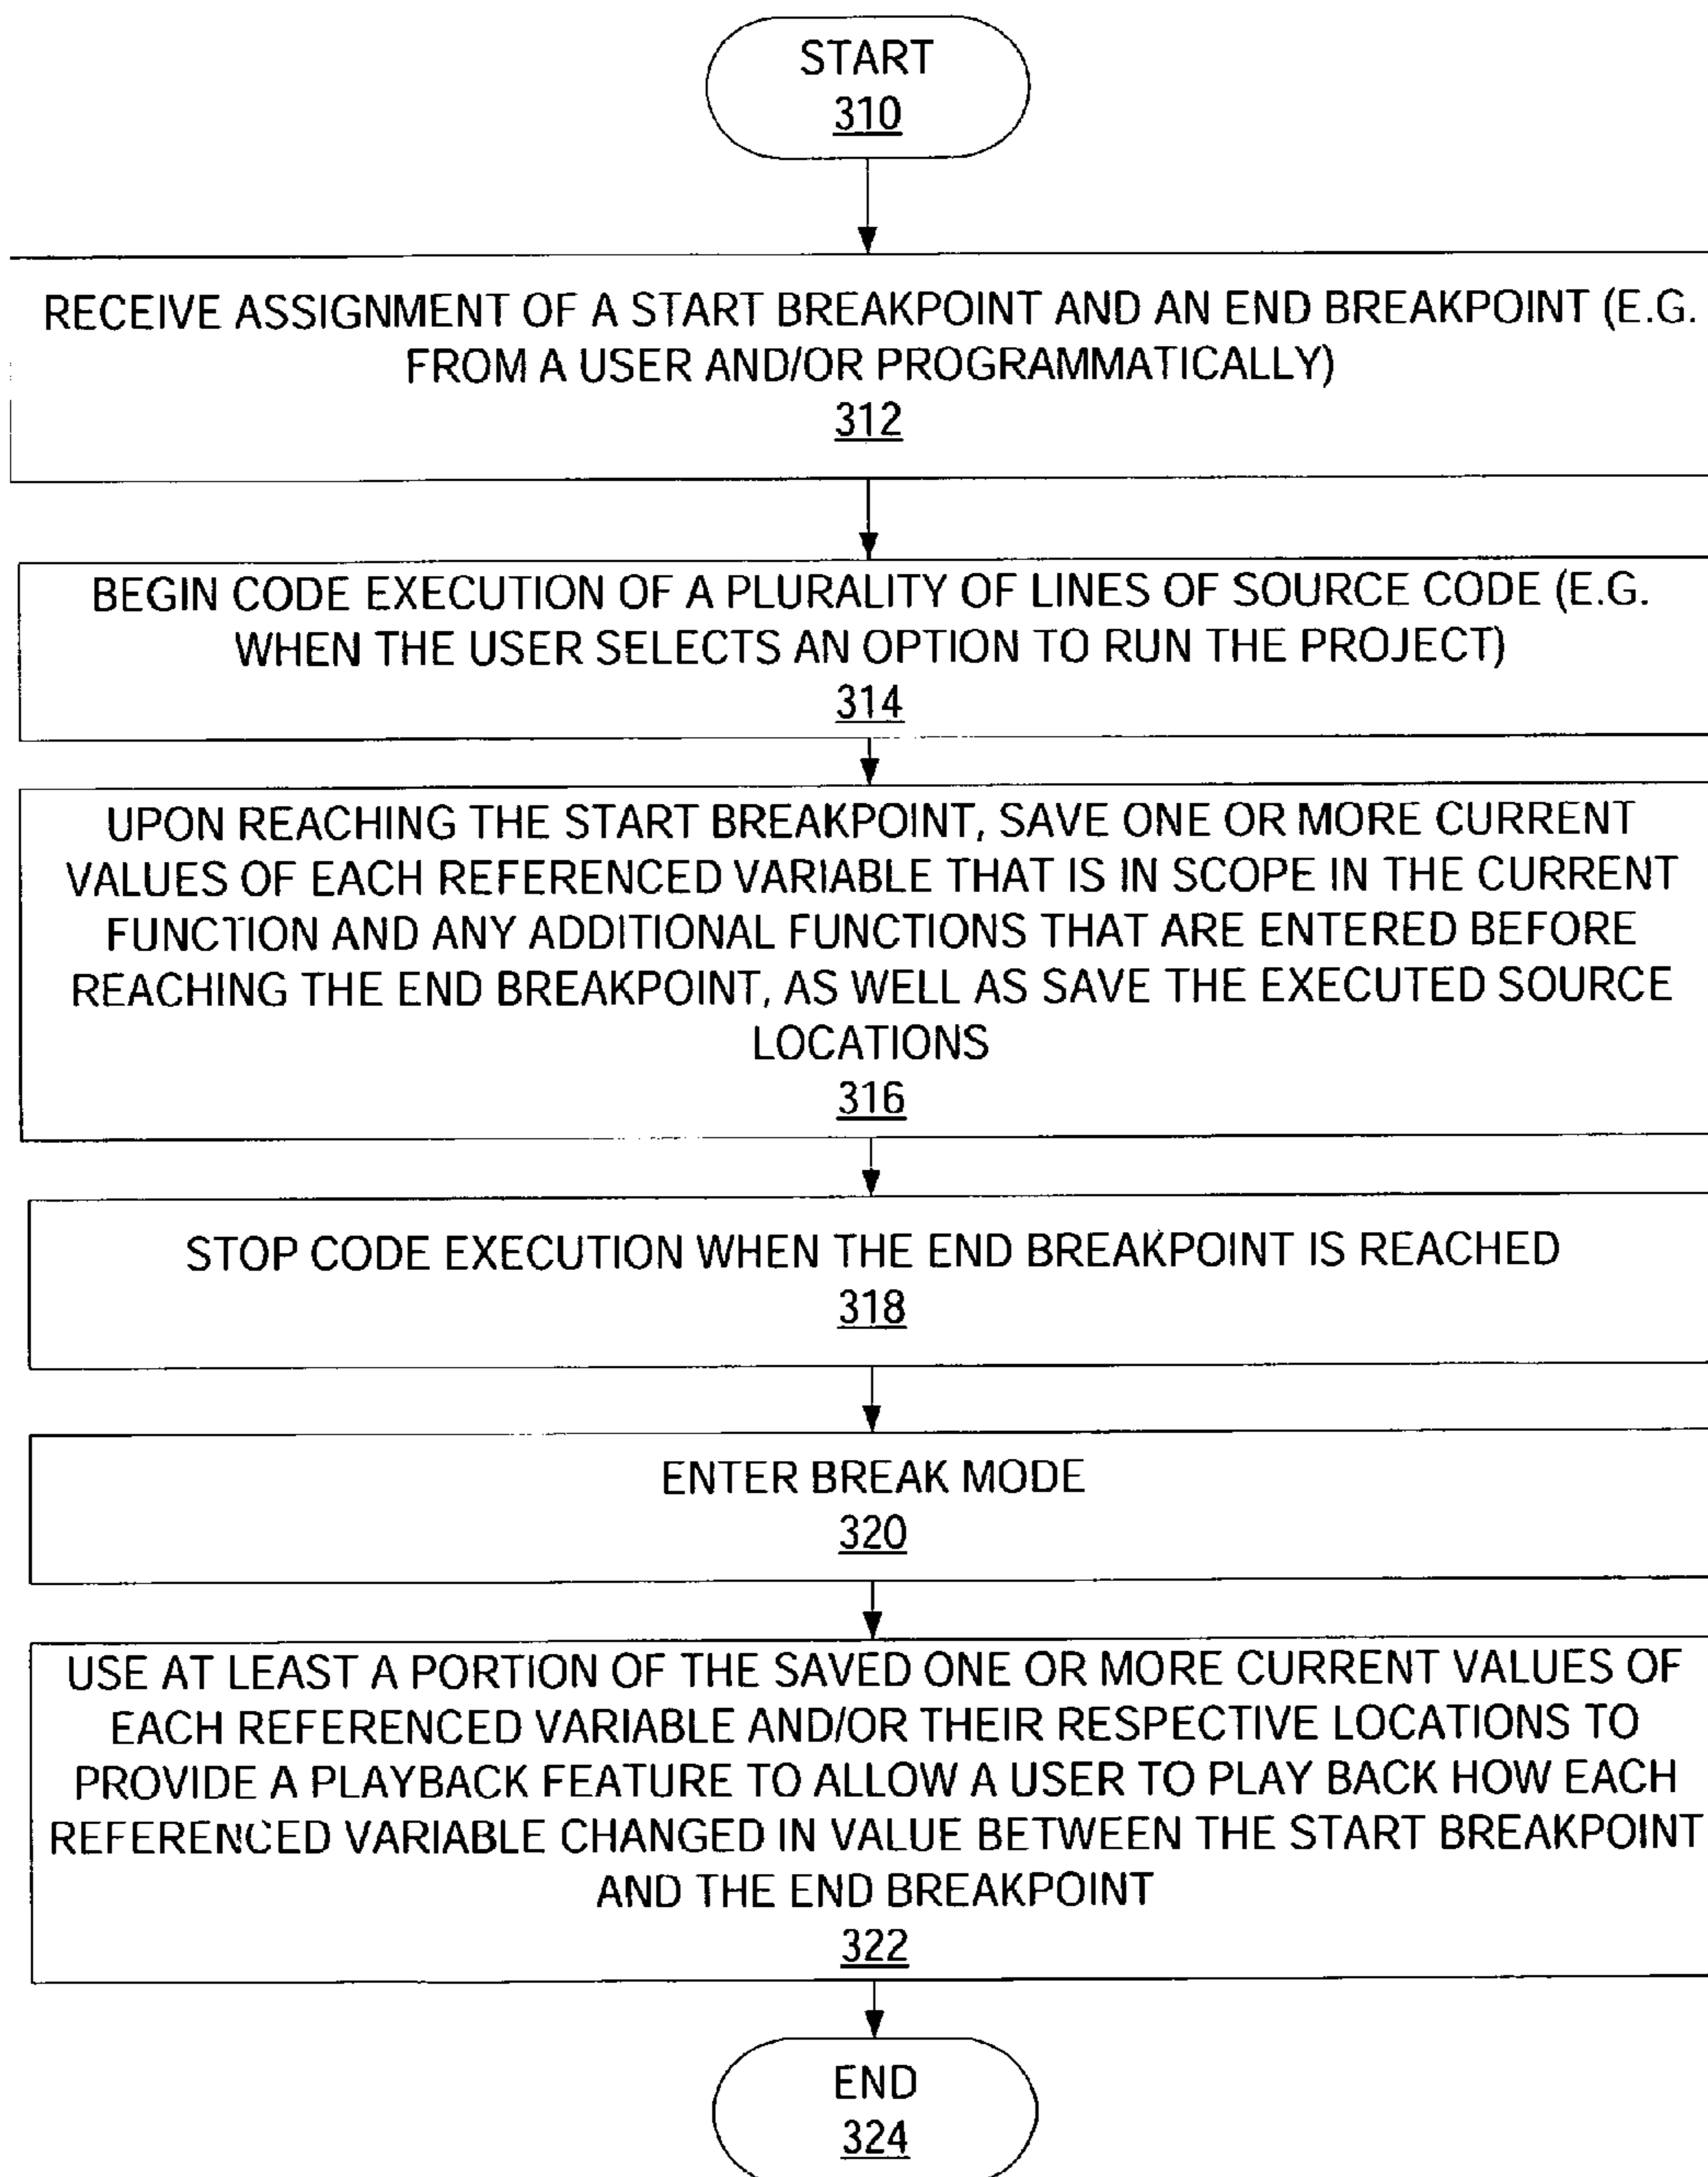 START
310
RECEIVE ASSIGNMENT OF A START BREAKPOINT AND AN END BREAKPOINT (E.G.
FROM A USER AND/OR PROGRAMMATICALLY)
312
BEGIN CODE EXECUTION OF A PLURALITY OF LINES OF SOURCE CODE (E.G.
WHEN THE USER SELECTS AN OPTION TO RUN THE PROJECT)
314
UPON REACHING THE START BREAKPOINT, SAVE ONE OR MORE CURRENT
VALUES OF EACH REFERENCED VARIABLE THAT IS IN SCOPE IN THE CURRENT
FUNCTION AND ANY ADDITIONAL FUNCTIONS THAT ARE ENTERED BEFORE
REACHING THE END BREAKPOINT, AS WELL AS SAVE THE EXECUTED SOURCE
LOCATIONS
316
STOP CODE EXECUTION WHEN THE END BREAKPOINT IS REACHED
318
ENTER BREAK MODE
320
USE AT LEAST A PORTION OF THE SAVED ONE OR MORE CURRENT VALUES OF
EACH REFERENCED VARIABLE AND/OR THEIR RESPECTIVE LOCATIONS TO
PROVIDE A PLAYBACK FEATURE TO ALLOW A USER TO PLAY BACK HOW EACH
REFERENCED VARIABLE CHANGED IN VALUE BETWEEN THE START BREAKPOINT
AND THE END BREAKPOINT
322
END
324